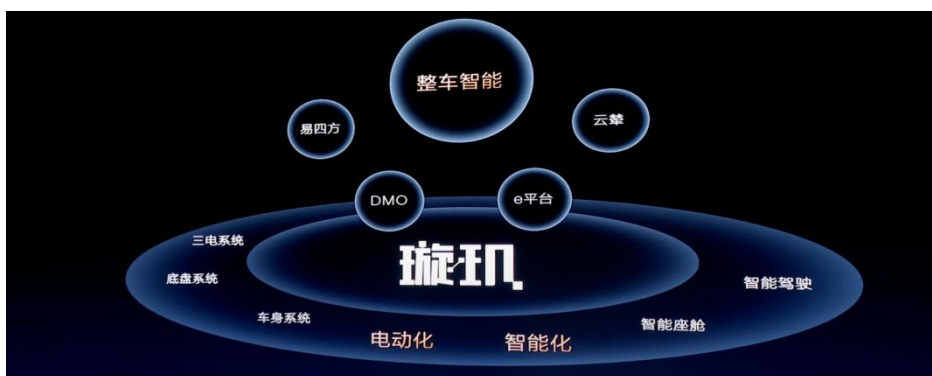 整车智能
易四方
云辇
DMO
e平台
璇玑
三电系统
底盘系统
车身系统
电动化
智能化
智能座舱
智能驾驶